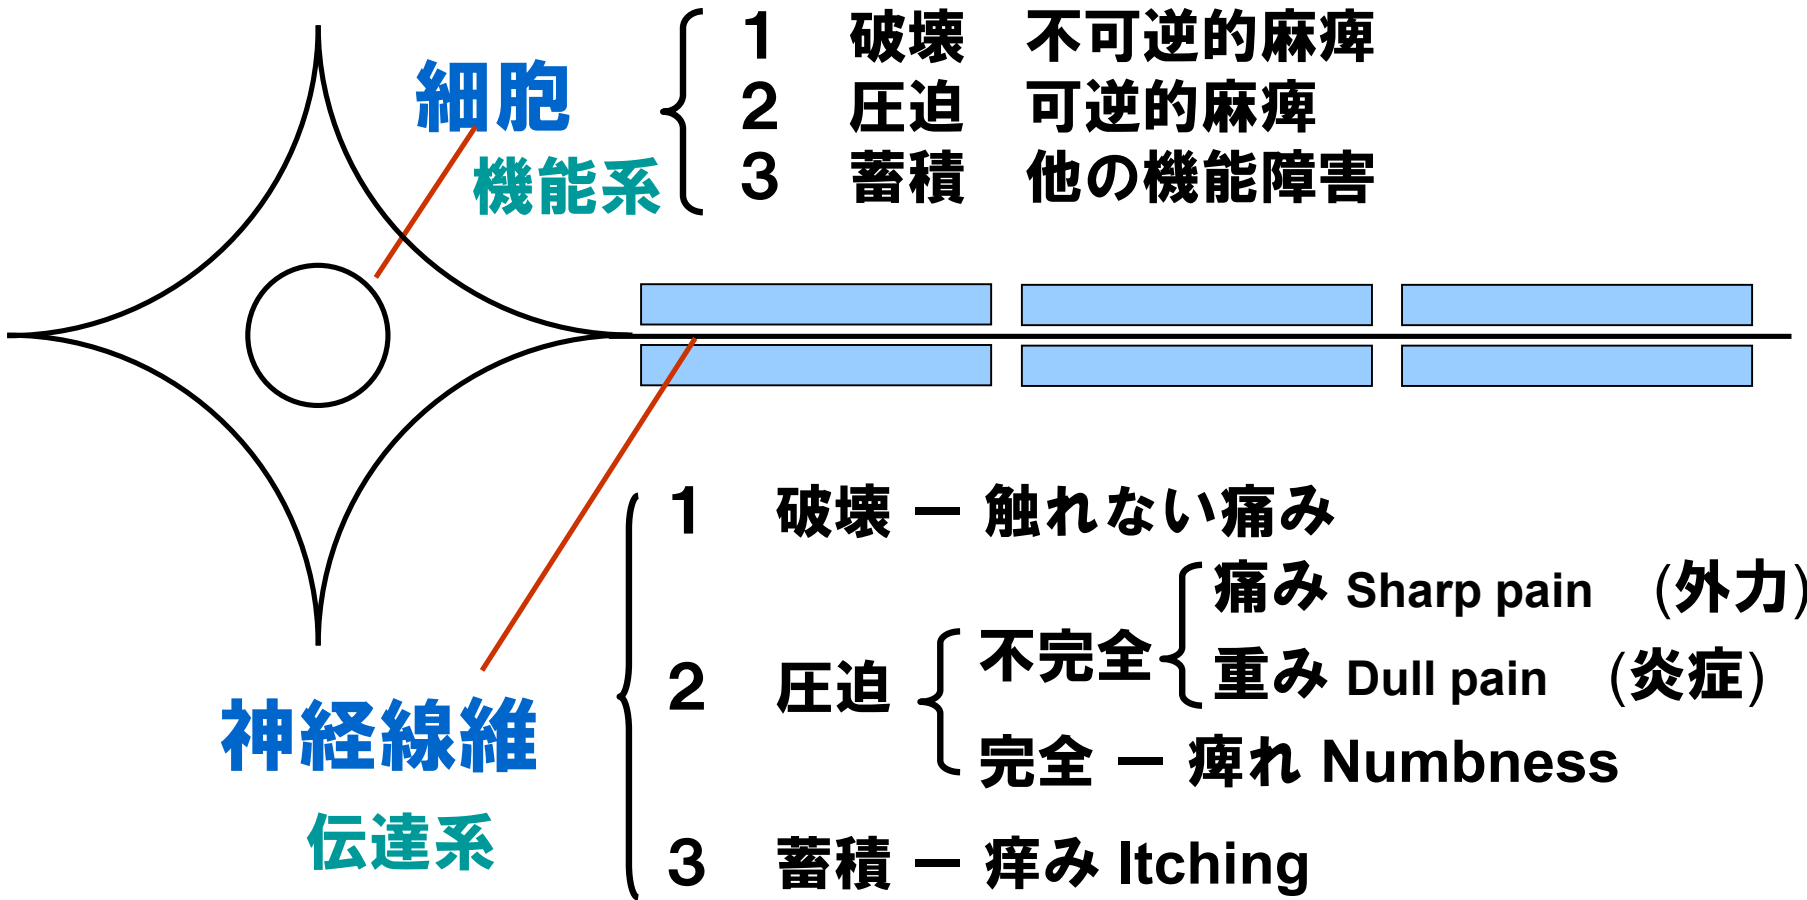 細胞
機能系
1 破壊 不可逆的麻痺
2 圧迫 可逆的麻痺
3 蓄積 他の機能障害
神経線維
伝達系
1 破壊 － 触れない痛み
2 圧迫
不完全
痛み Sharp pain (外力)
重み Dull pain (炎症)
完全 － 痺れ Numbness
3 蓄積 － 痒み Itching